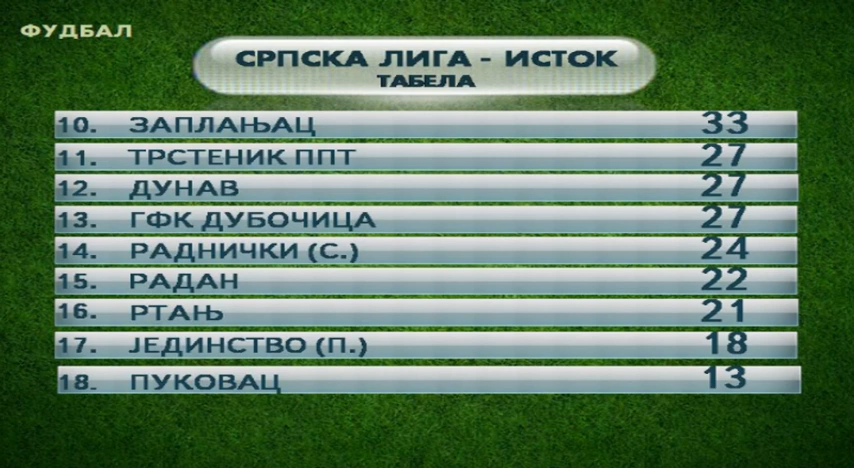 ФУДБАЛ
СРПСКА ЛИГА - ИСТОК
ТАБЕЛА
10. ЗАПЛАЊАЦ 33
11. ТРСТЕНИК ППТ 27
12. ДУНАВ 27
13. ГФК ДУБОЧИЦА 27
14. РАДНИЧКИ (С.) 24
15. РАДАН 22
16. РТАЊ 21
17. ЈЕДИНСТВО (П.) 18
18. ПУКОВАЦ 13